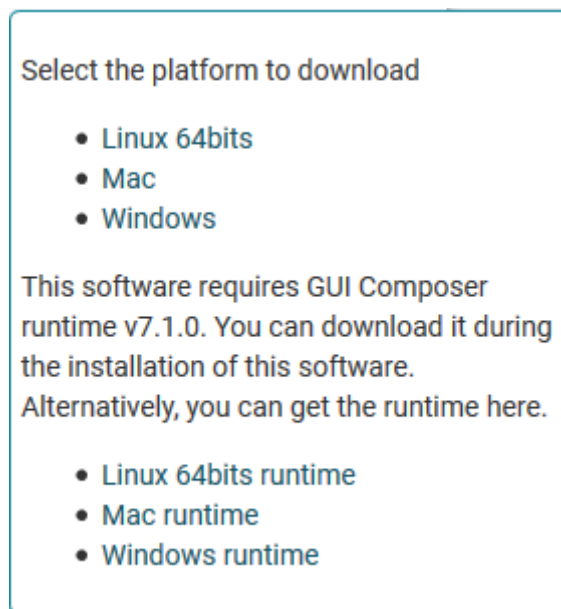 Select the platform to download
Linux 64bits
Mac
Windows
This software requires GUI Composer
runtime v7.1.0. You can download it during
the installation of this software.
Alternatively, you can get the runtime here.
Linux 64bits runtime
Mac runtime
Windows runtime